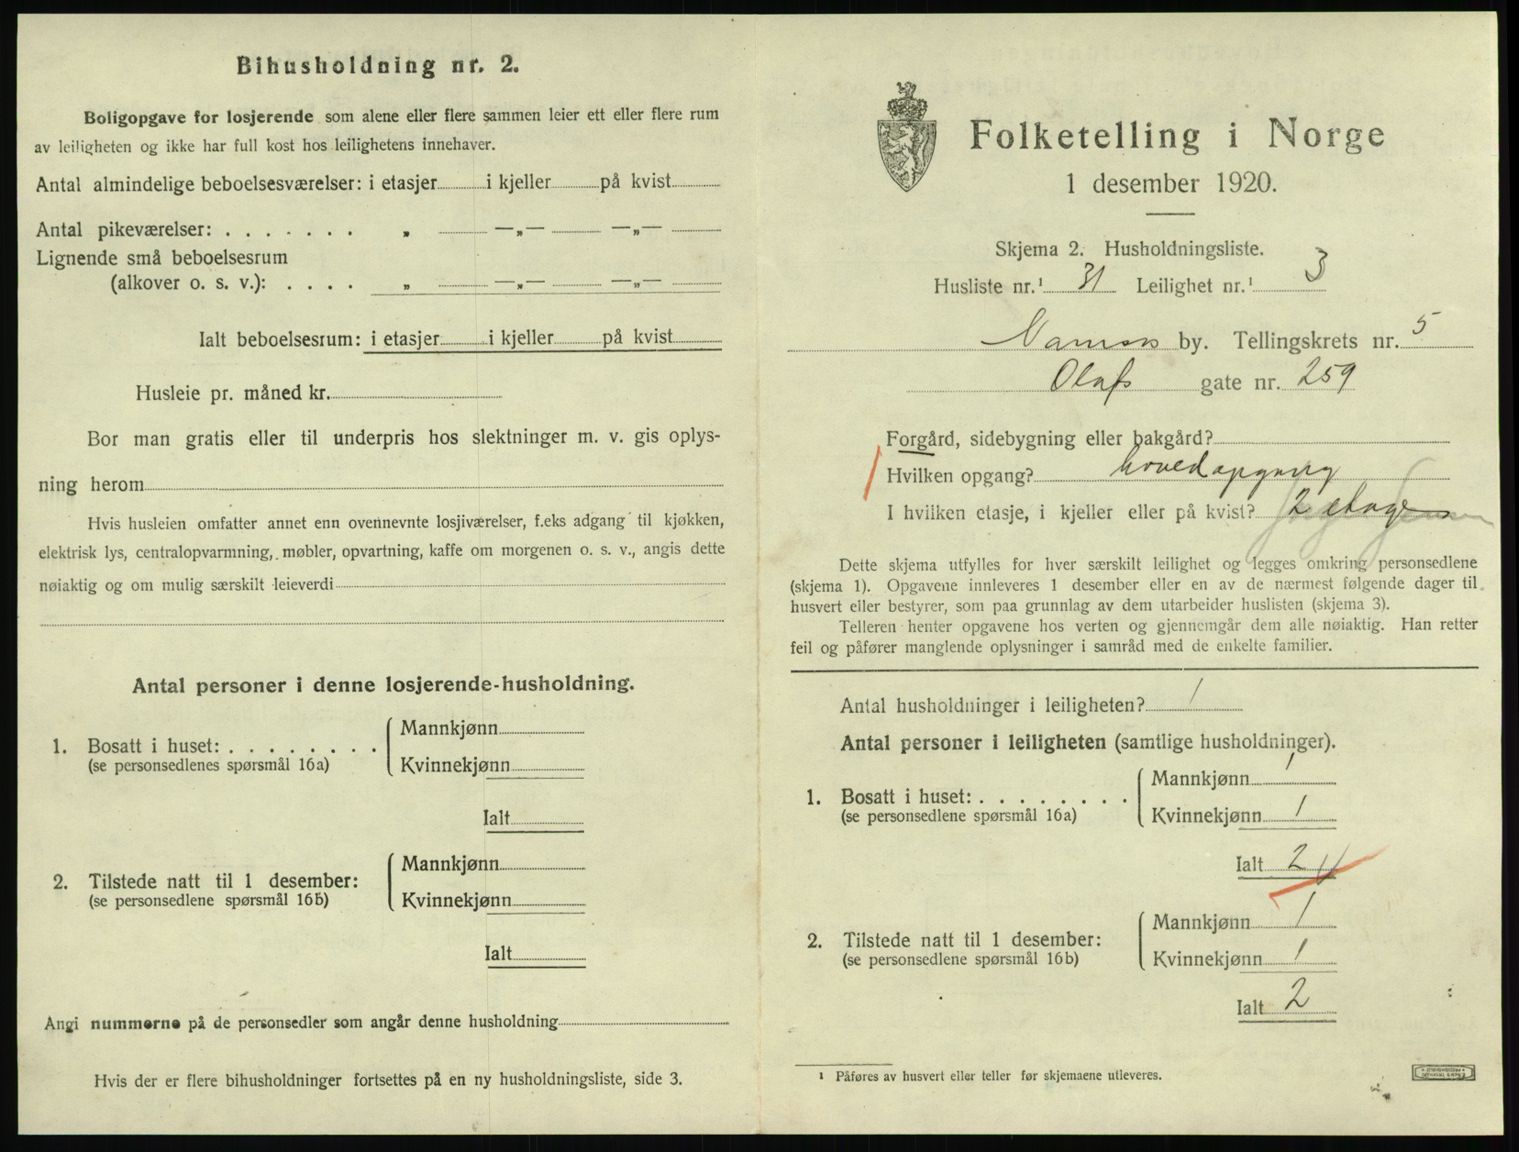 Bihusholdning nr. 2.
Boligopgave for losjerende som alene eller flere sammen leier ett eller flere rum
av leiligheten og ikke har full kost hos leilighetens innehaver.
Antal almindelige beboelsesværelser: i etasjer i kjeller på kvist
Antal pikeværelser: . . . . . . . „ —„— —„—
Lignende små beboelsesrum
(alkover o. s. v.): . . . . „ —„— —„—
Ialt beboelsesrum: i etasjer i kjeller på kvist
Husleie pr. måned kr.
Bor man gratis eller til underpris hos slektninger m. v. gis oplys-
ning herom
Hvis husleien omfatter annet enn ovennevnte losjiværelser, f.eks adgang til kjøkken,
elektrisk lys, centralopvarmning, møbler, opvartning, kaffe om morgenen o. s. v., angis dette
nøiaktig og om mulig særskilt leieverdi
Antal personer i denne losjerende-husholdning.
1. Bosatt i huset: . . . . . . . .
(se personsedlenes spørsmål 16a)
Mannkjønn
Kvinnekjønn
Ialt
2. Tilstede natt til 1 desember:
(se personsedlene spørsmål 16b)
Mannkjønn
Kvinnekjønn
Ialt
Angi nummerne på de personsedler som angår denne husholdning
Hvis der er flere bihusholdninger fortsettes på en ny husholdningsliste, side 3.
Folketelling i Norge
1 desember 1920.
Skjema 2. Husholdningsliste.
Husliste nr.¹ 31 Leilighet nr.¹ 3
Namsos by. Tellingskrets nr. 5
Olafs gate nr. 259
Forgård, sidebygning eller bakgård?
Hvilken opgang? hovedopgang
I hvilken etasje, i kjeller eller på kvist? 2 etage
Dette skjema utfylles for hver særskilt leilighet og legges omkring personsedlene
(skjema 1). Opgavene innleveres 1 desember eller en av de nærmest følgende dager til
husvert eller bestyrer, som paa grunnlag av dem utarbeider huslisten (skjema 3).
Telleren henter opgavene hos verten og gjennemgår dem alle nøiaktig. Han retter
feil og påfører manglende oplysninger i samråd med de enkelte familier.
Antal husholdninger i leiligheten? 1
Antal personer i leiligheten (samtlige husholdninger).
1. Bosatt i huset: . . . . . . . .
(se personsedlene spørsmål 16a)
Mannkjønn 1
Kvinnekjønn 1
Ialt 2
2. Tilstede natt til 1 desember:
(se personsedlene spørsmål 16b)
Mannkjønn 1
Kvinnekjønn 1
Ialt 2
¹ Påføres av husvert eller teller før skjemaene utleveres.